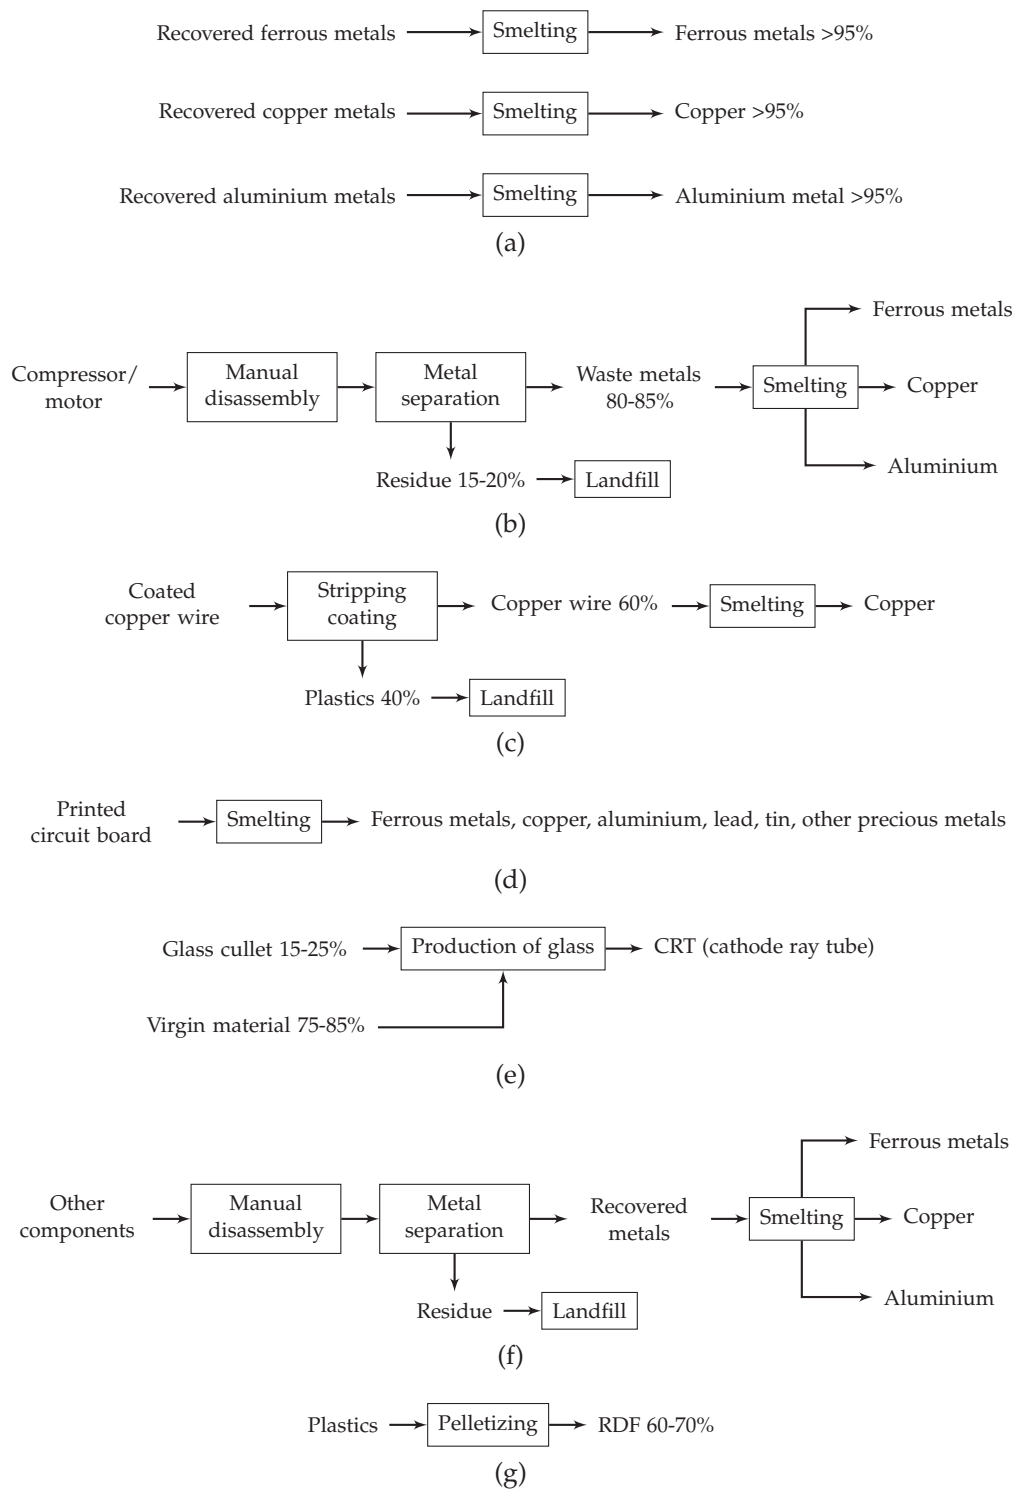 Recovered ferrous metals Smelting Ferrous metals >95%
Recovered copper metals Smelting Copper >95%
Recovered aluminium metals Smelting Aluminium metal >95%
(a)
Ferrous metals
Compressor/
motor
Manual
disassembly
Metal
separation
Waste metals
80-85%
Smelting
Copper
Aluminium
Residue 15-20% Landfill
(b)
Coated
copper wire
Stripping
coating
Copper wire 60% Smelting Copper
Plastics 40% Landfill
(c)
Printed
circuit board
Smelting
Ferrous metals, copper, aluminium, lead, tin, other precious metals
(d)
Glass cullet 15-25% Production of glass CRT (cathode ray tube)
Virgin material 75-85%
(e)
Ferrous metals
Other
components
Manual
disassembly
Metal
separation
Recovered
metals
Smelting
Copper
Aluminium
Residue Landfill
(f)
Plastics Pelletizing RDF 60-70%
(g)